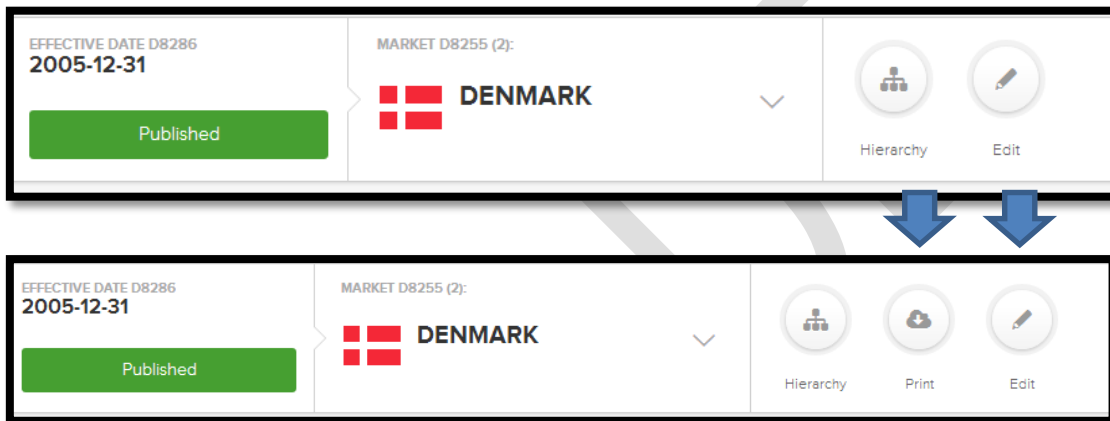 EFFECTIVE DATE D8286
2005-12-31
Published
MARKET D8255 (2):
DENMARK
Hierarchy
Edit
EFFECTIVE DATE D8286
2005-12-31
Published
MARKET D8255 (2):
DENMARK
Hierarchy
Print
Edit